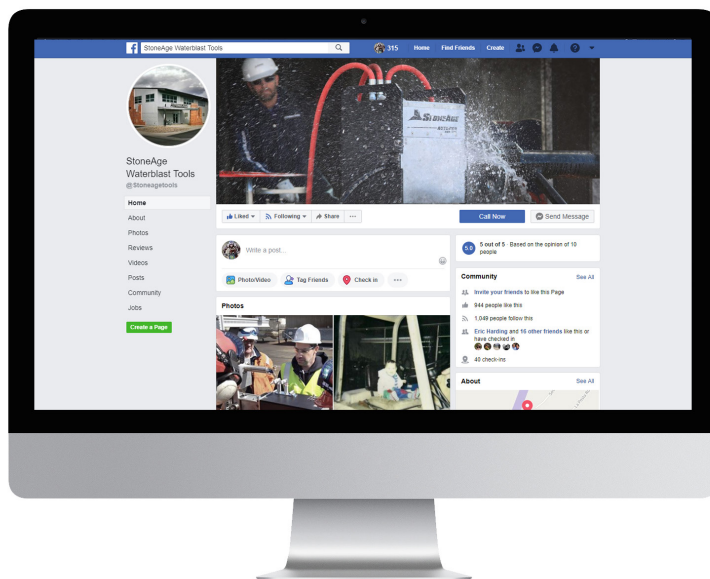 StoneAge Waterblast Tools
315
Home
Find Friends
Create
StoneAge
Waterblast Tools
@Stoneagetools
Home
About
Photos
Reviews
Videos
Posts
Community
Jobs
Create a Page
STONEAGE
Liked
Following
Share
Call Now
Send Message
Write a post...
Photo/Video
Tag Friends
Check in
Photos
5.0
5 out of 5 · Based on the opinion of 10
people
Community
See All
Invite your friends to like this Page
944 people like this
1,049 people follow this
Eric Harding and 16 other friends like this or
have checked in
40 check-ins
About
See All